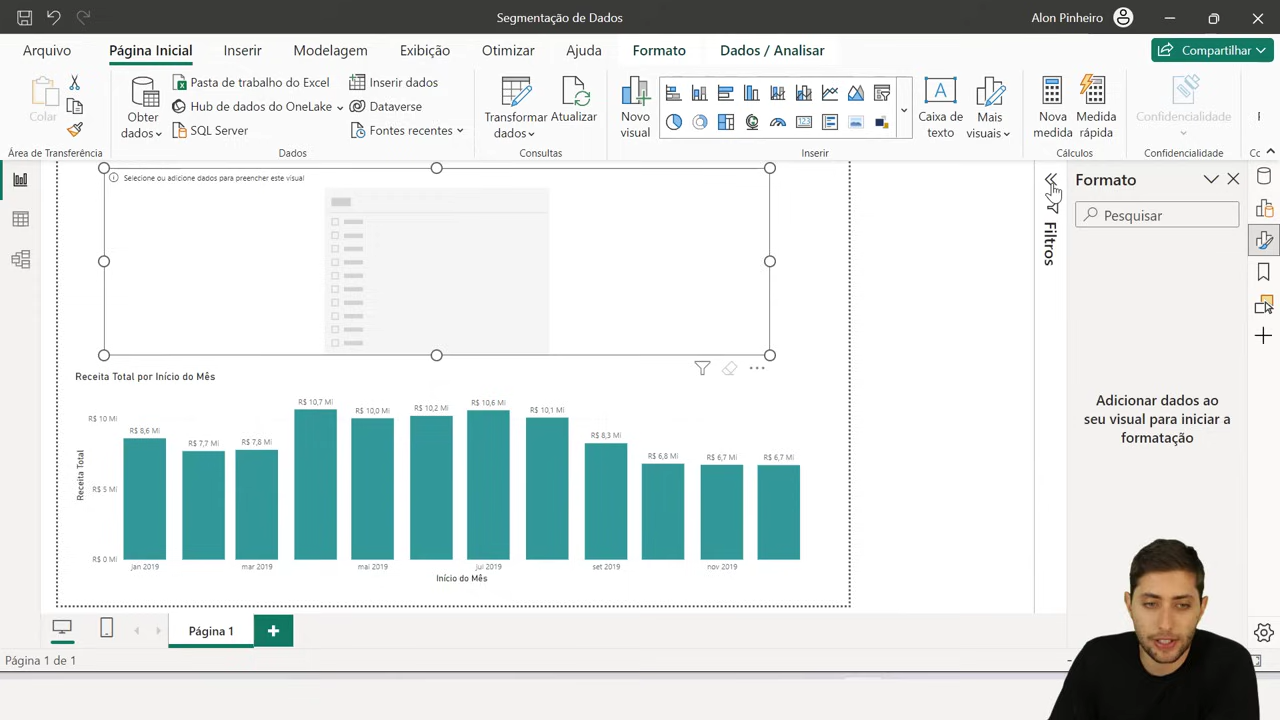 Segmentação de Dados
Alon Pinheiro
Arquivo
Página Inicial
Inserir
Modelagem
Exibição
Otimizar
Ajuda
Formato
Dados / Analisar
Compartilhar
Colar
Obter
dados
Pasta de trabalho do Excel
Hub de dados do OneLake
SQL Server
Inserir dados
Dataverse
Fontes recentes
Transformar
dados
Atualizar
Novo
visual
Caixa de
texto
Mais
visuais
Nova
medida
Medida
rápida
Confidencialidade
Área de Transferência
Dados
Consultas
Inserir
Cálculos
Confidencialidade
Selecione ou adicione dados para preencher este visual
Filtros
Formato
Pesquisar
Adicionar dados ao
seu visual para iniciar a
formatação
Receita Total por Início do Mês
Receita Total
R$ 10 Mi
R$ 5 Mi
R$ 0 Mi
R$ 8,6 Mi
R$ 7,7 Mi
R$ 7,8 Mi
R$ 10,7 Mi
R$ 10,0 Mi
R$ 10,2 Mi
R$ 10,6 Mi
R$ 10,1 Mi
R$ 8,3 Mi
R$ 6,8 Mi
R$ 6,7 Mi
R$ 6,7 Mi
jan 2019
mar 2019
mai 2019
jul 2019
set 2019
nov 2019
Início do Mês
Página 1
Página 1 de 1